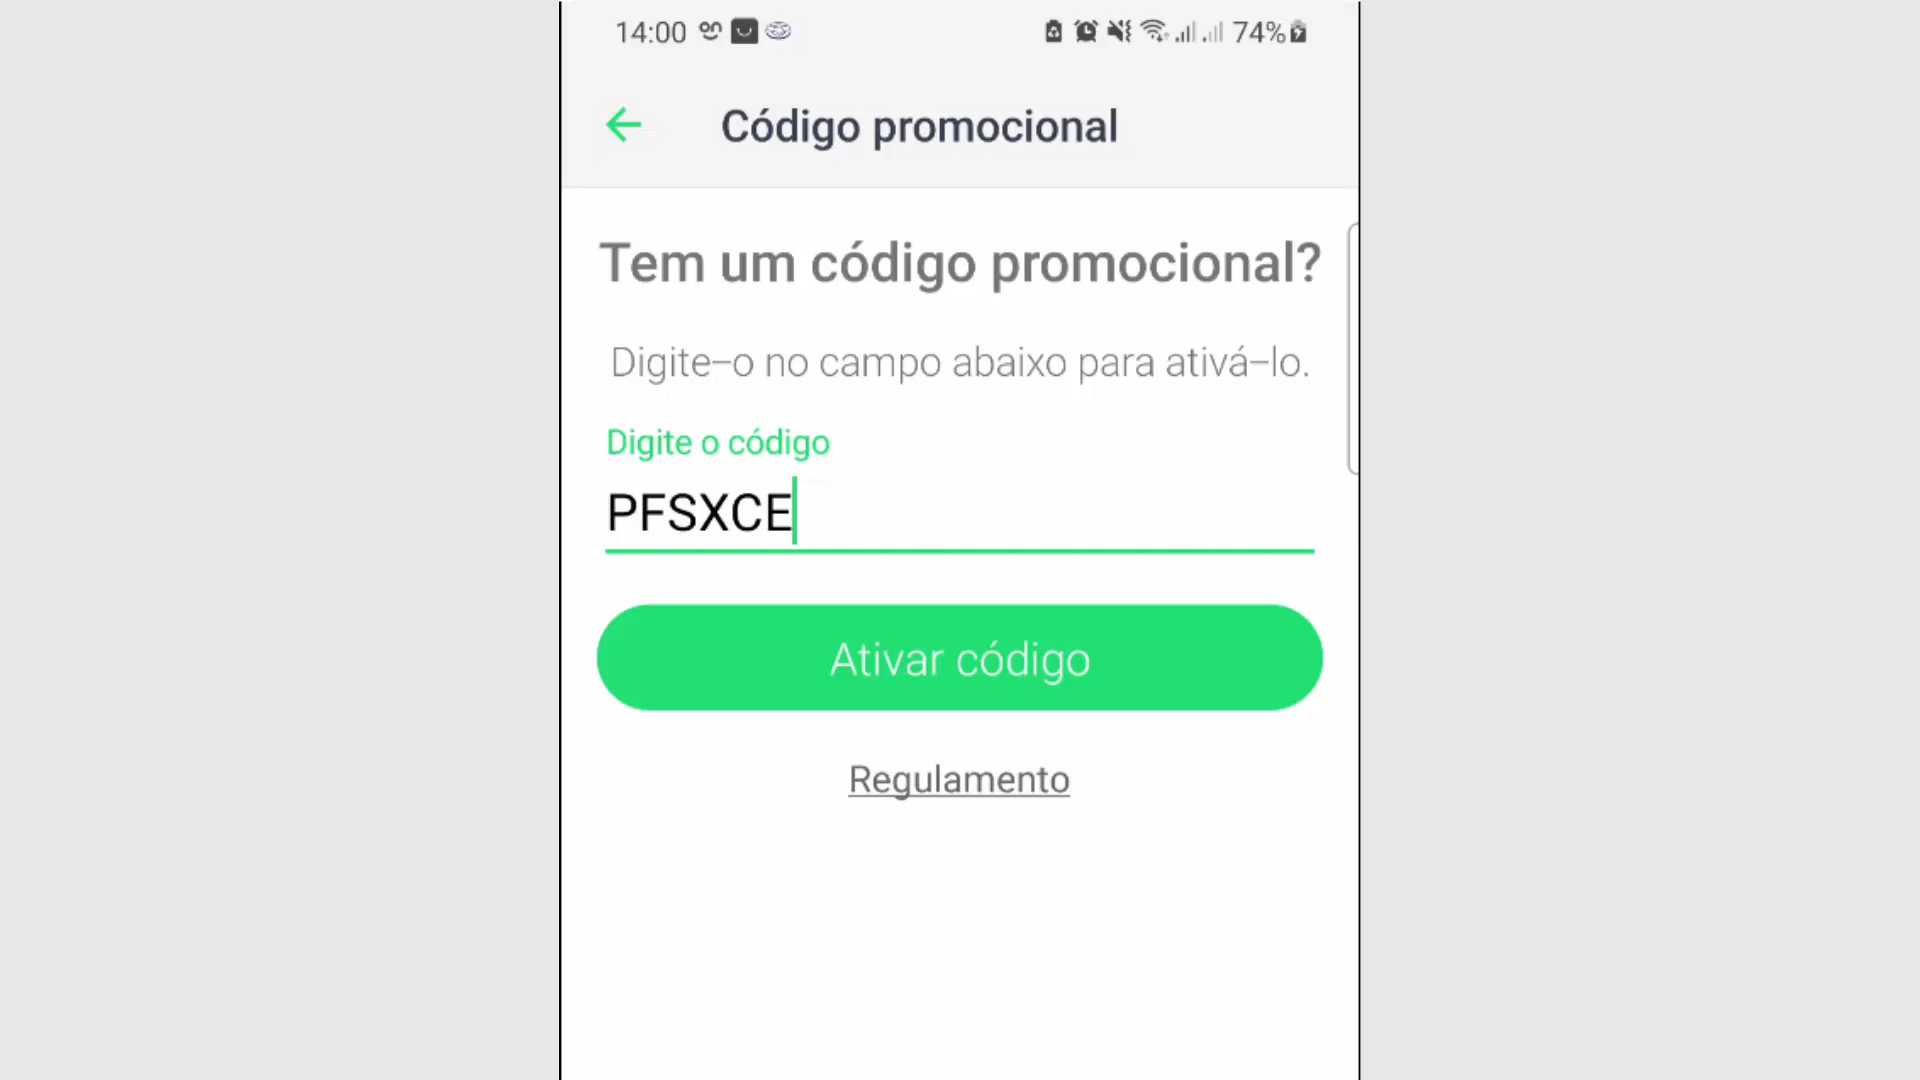 14:00 74%
Código promocional
Tem um código promocional?
Digite-o no campo abaixo para ativá-lo.
Digite o código
PFSXCE
Ativar código
Regulamento